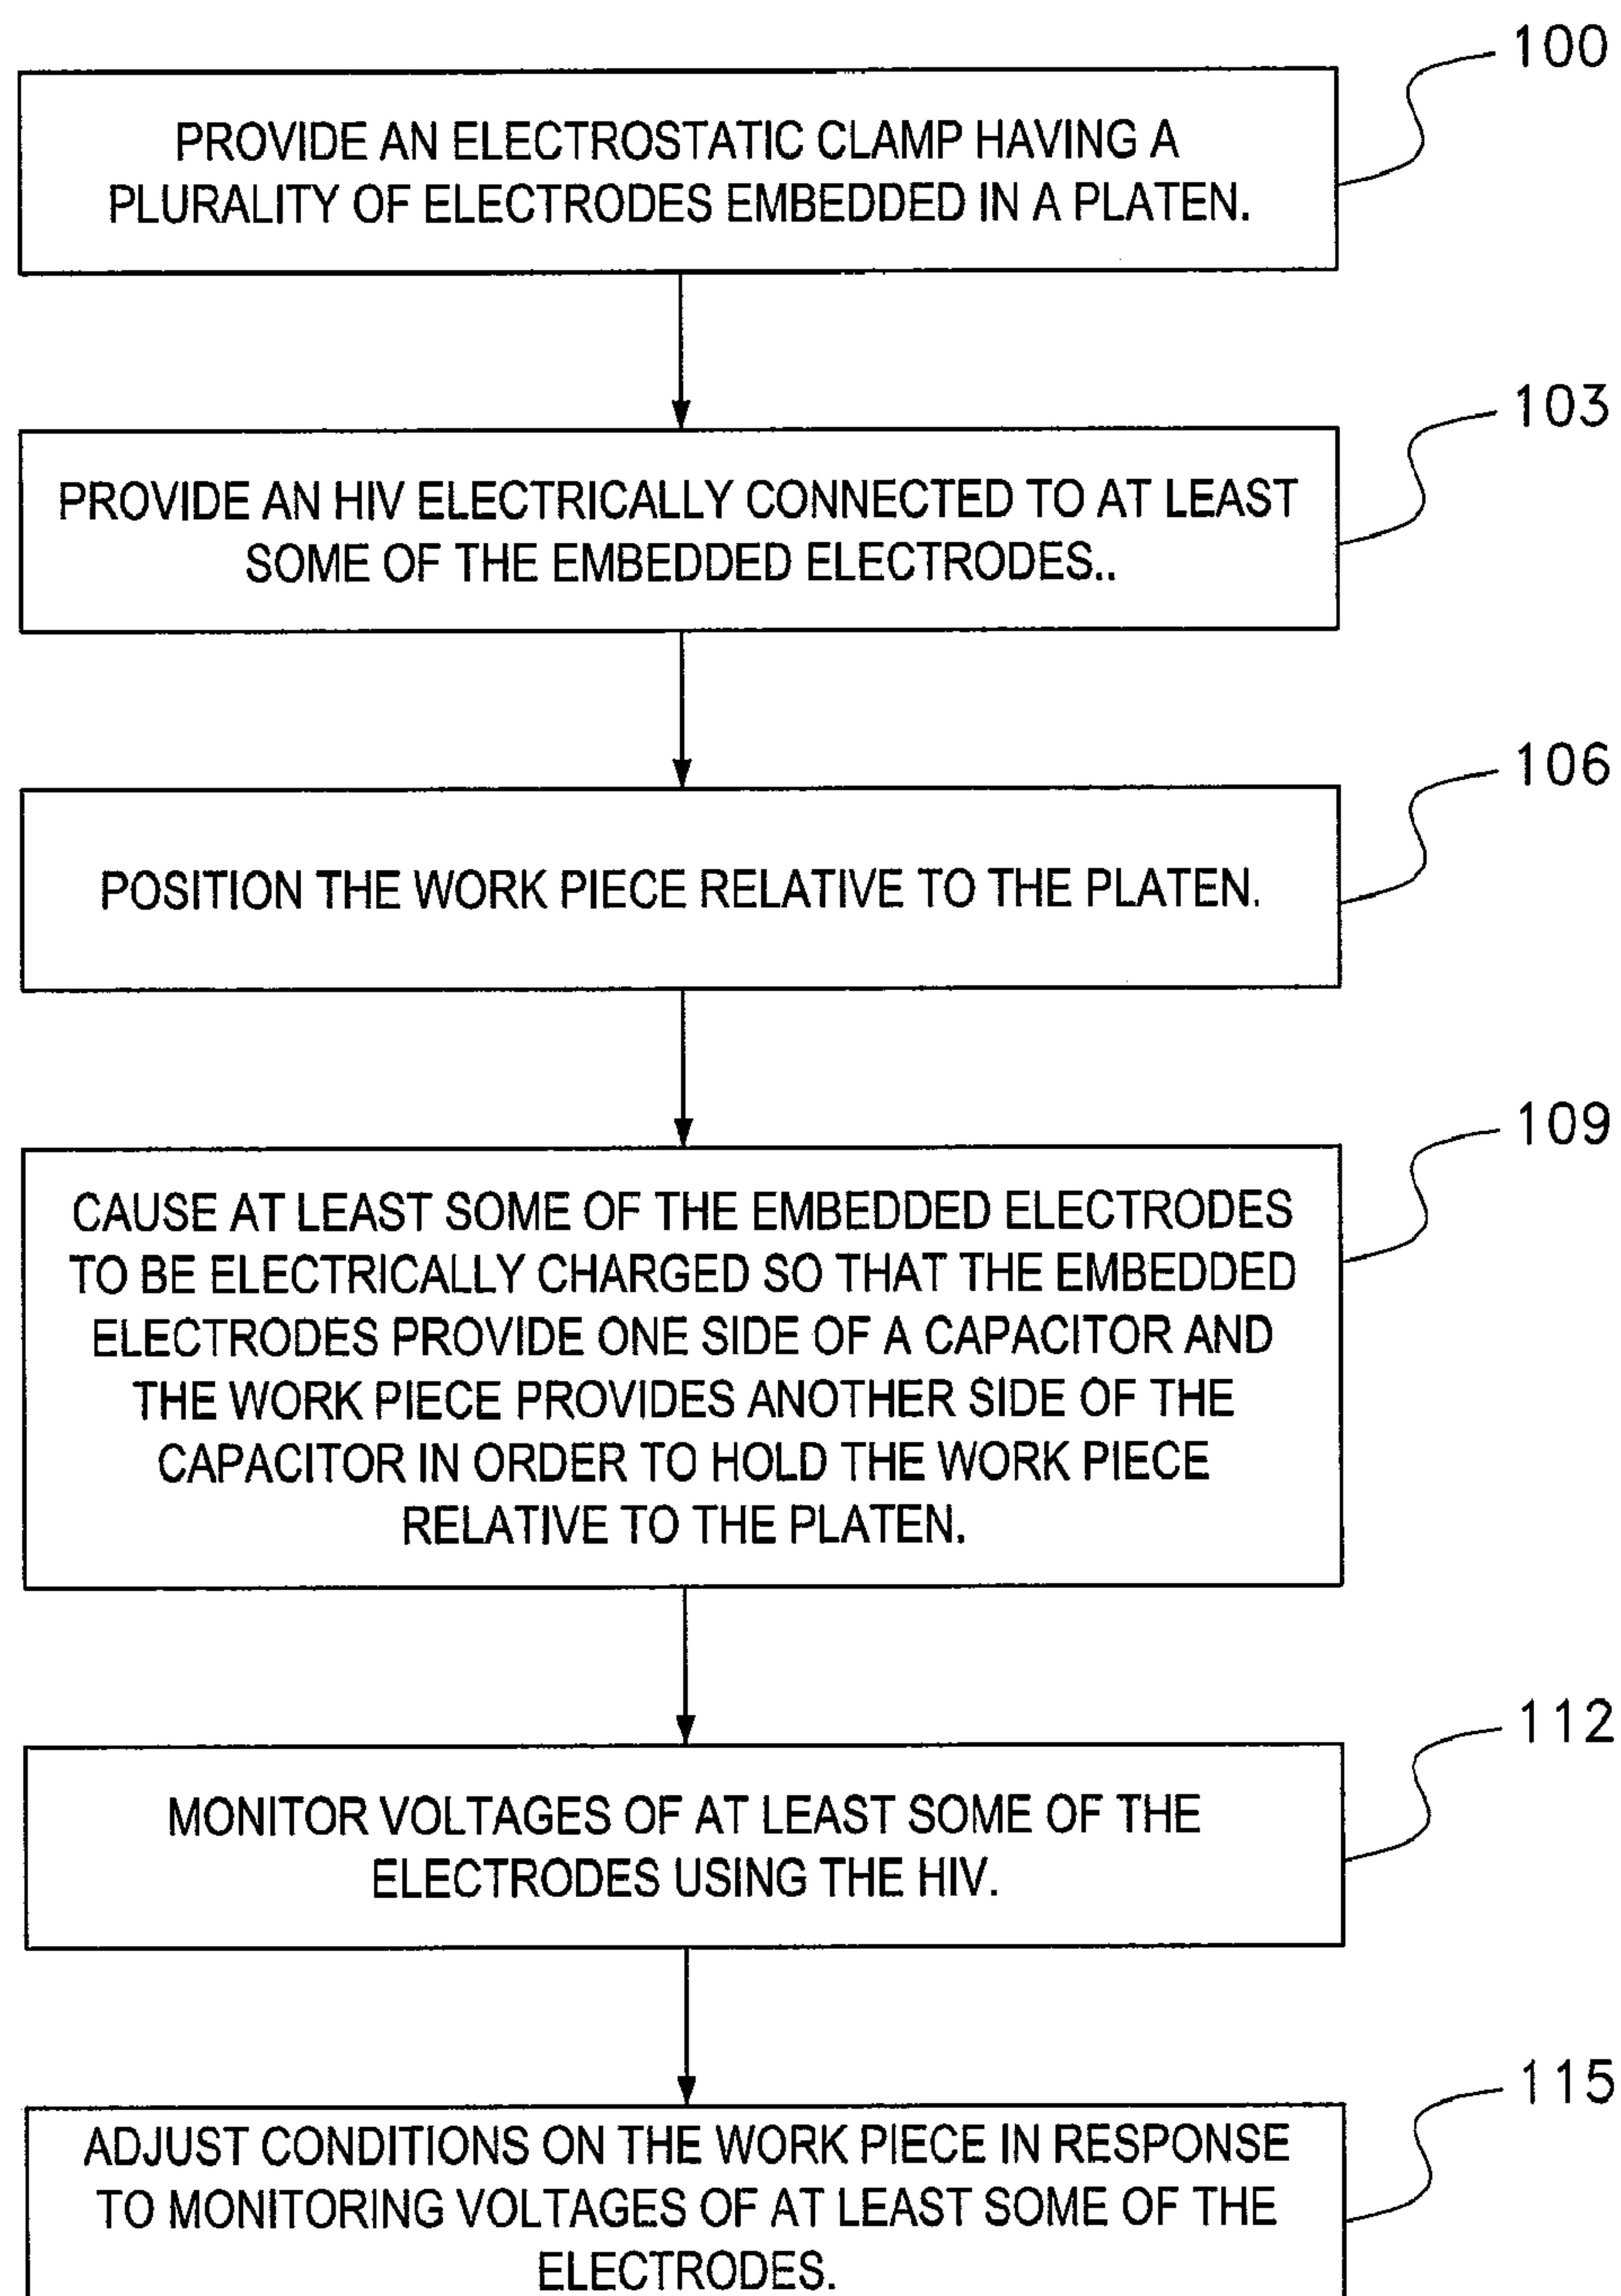 100
PROVIDE AN ELECTROSTATIC CLAMP HAVING A
PLURALITY OF ELECTRODES EMBEDDED IN A PLATEN.
103
PROVIDE AN HIV ELECTRICALLY CONNECTED TO AT LEAST
SOME OF THE EMBEDDED ELECTRODES..
106
POSITION THE WORK PIECE RELATIVE TO THE PLATEN.
109
CAUSE AT LEAST SOME OF THE EMBEDDED ELECTRODES
TO BE ELECTRICALLY CHARGED SO THAT THE EMBEDDED
ELECTRODES PROVIDE ONE SIDE OF A CAPACITOR AND
THE WORK PIECE PROVIDES ANOTHER SIDE OF THE
CAPACITOR IN ORDER TO HOLD THE WORK PIECE
RELATIVE TO THE PLATEN.
112
MONITOR VOLTAGES OF AT LEAST SOME OF THE
ELECTRODES USING THE HIV.
115
ADJUST CONDITIONS ON THE WORK PIECE IN RESPONSE
TO MONITORING VOLTAGES OF AT LEAST SOME OF THE
ELECTRODES.